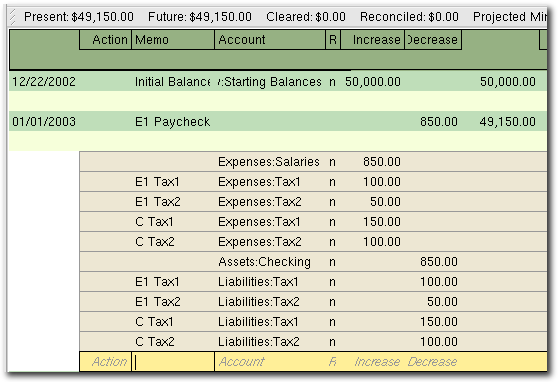 Present: $49,150.00 Future: $49,150.00 Cleared: $0.00 Reconciled: $0.00 Projected Min
Action Memo Account R Increase Decrease
12/22/2002 Initial Balance :Starting Balances n 50,000.00 50,000.00
01/01/2003 E1 Paycheck 850.00 49,150.00
Expenses:Salaries n 850.00
E1 Tax1 Expenses:Tax1 n 100.00
E1 Tax2 Expenses:Tax2 n 50.00
C Tax1 Expenses:Tax1 n 150.00
C Tax2 Expenses:Tax2 n 100.00
Assets:Checking n 850.00
E1 Tax1 Liabilities:Tax1 n 100.00
E1 Tax2 Liabilities:Tax2 n 50.00
C Tax1 Liabilities:Tax1 n 150.00
C Tax2 Liabilities:Tax2 n 100.00
Action Account R Increase Decrease